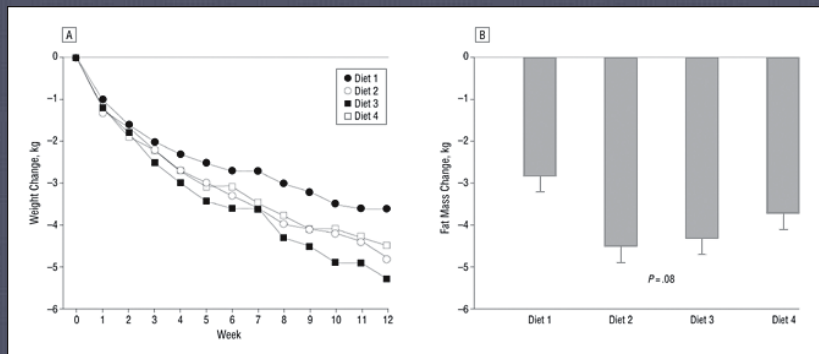 A
0
−1
−2
−3
−4
−5
−6
Weight Change, kg
0 1 2 3 4 5 6 7 8 9 10 11 12
Week
Diet 1
Diet 2
Diet 3
Diet 4
B
0
−1
−2
−3
−4
−5
−6
Fat Mass Change, kg
P = .08
Diet 1 Diet 2 Diet 3 Diet 4